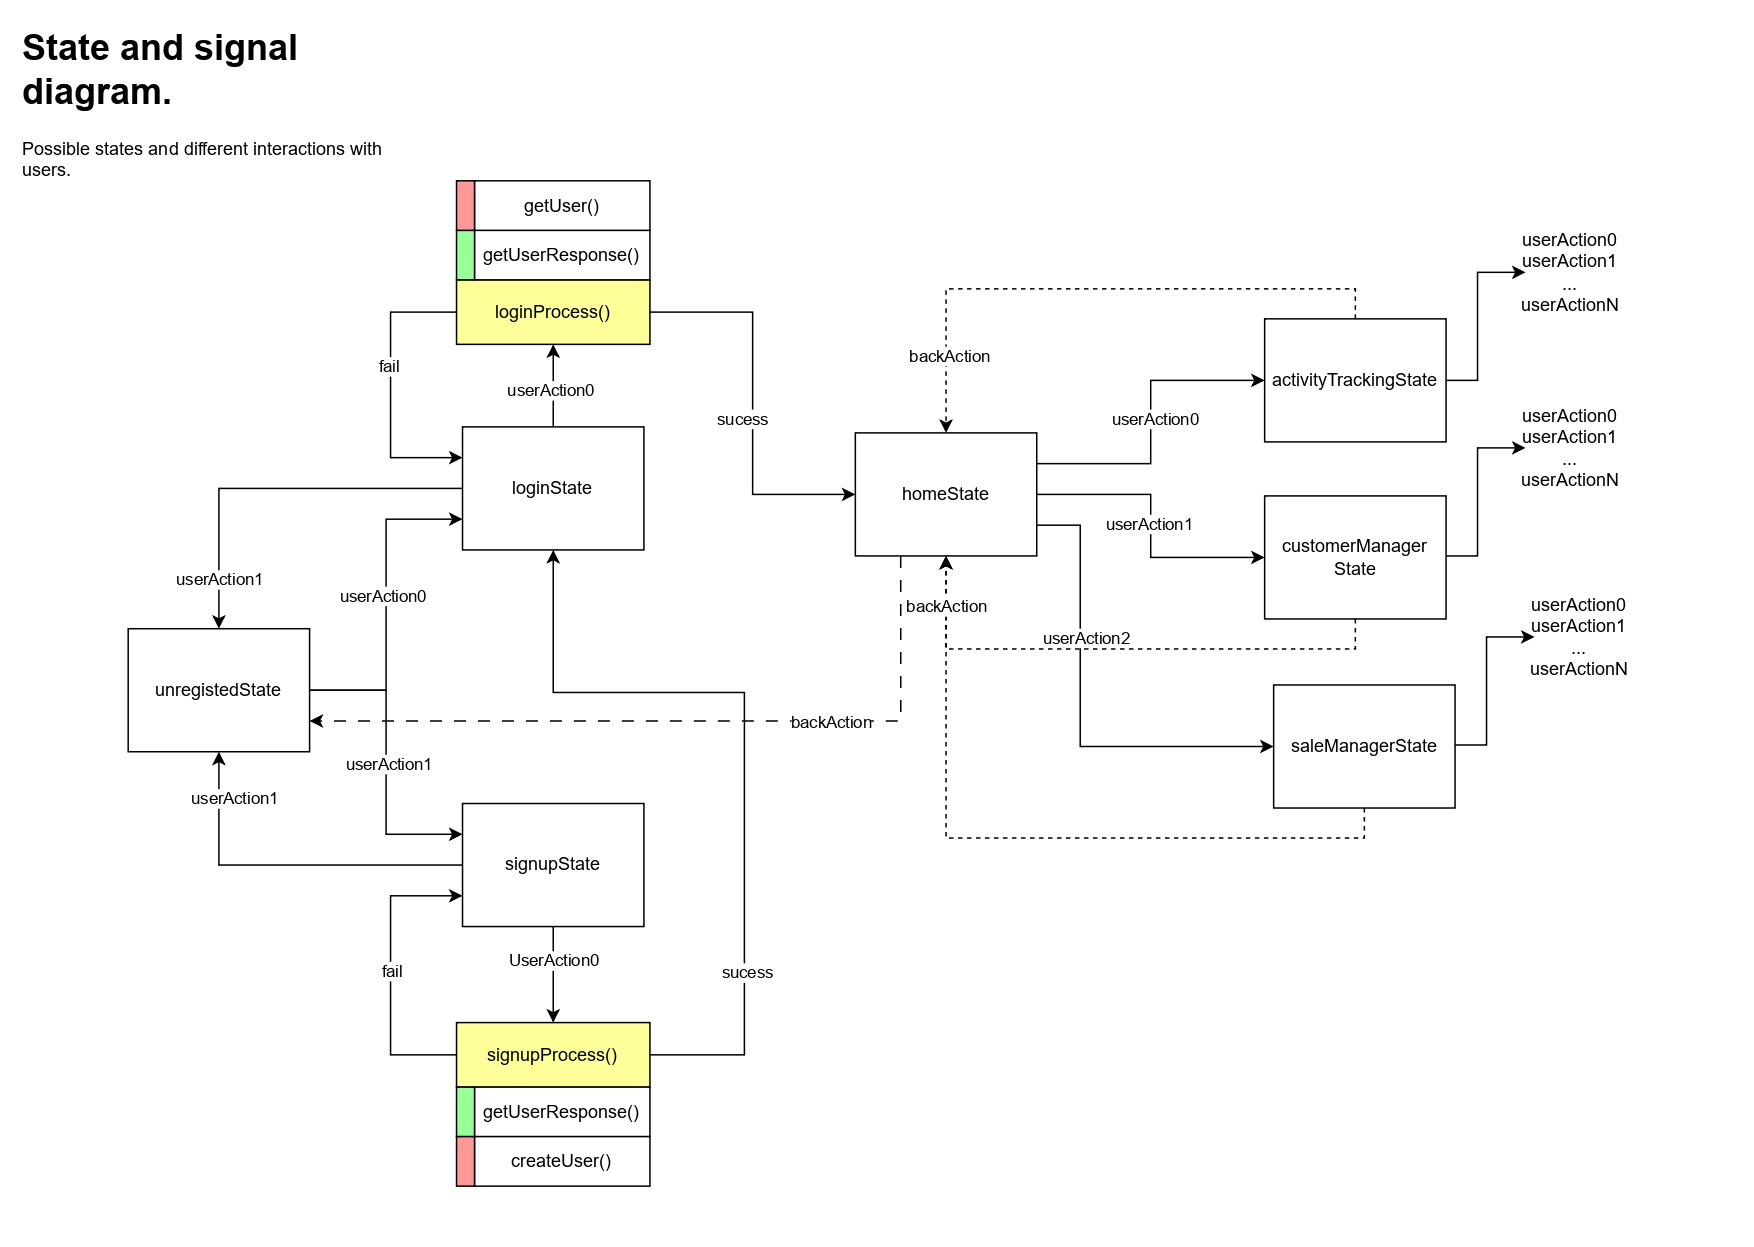 State and signal
diagram.
Possible states and different interactions with
users.
getUser()
getUserResponse()
loginProcess()
fail
userAction0
sucess
loginState
userAction1
userAction0
unregistedState
userAction1
userAction1
signupState
fail
UserAction0
sucess
signupProcess()
getUserResponse()
createUser()
backAction
homeState
backAction
backAction
userAction0
userAction1
userAction2
activityTrackingState
customerManager
State
saleManagerState
userAction0
userAction1
...
userActionN
userAction0
userAction1
...
userActionN
userAction0
userAction1
...
userActionN